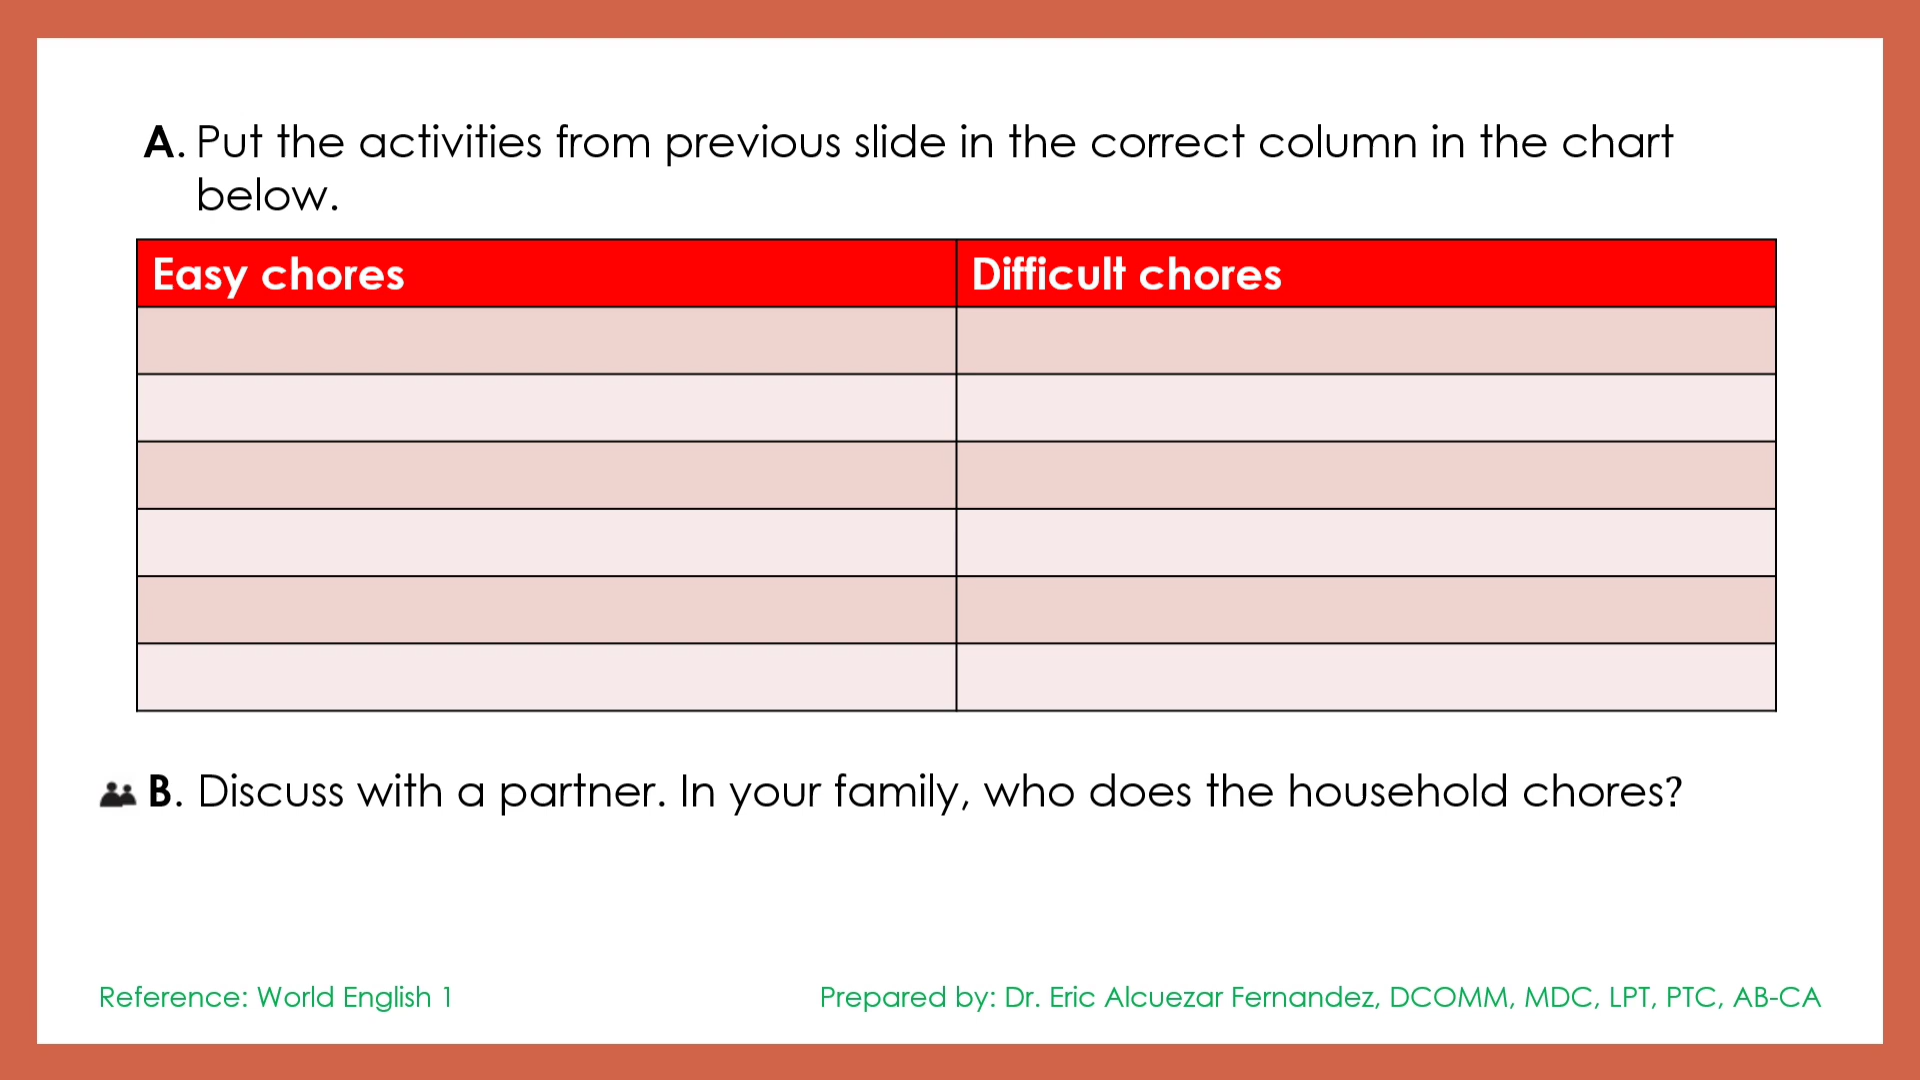 A. Put the activities from previous slide in the correct column in the chart
below.
Easy chores
Difficult chores
B. Discuss with a partner. In your family, who does the household chores?
Reference: World English 1
Prepared by: Dr. Eric Alcuezar Fernandez, DCOMM, MDC, LPT, PTC, AB-CA